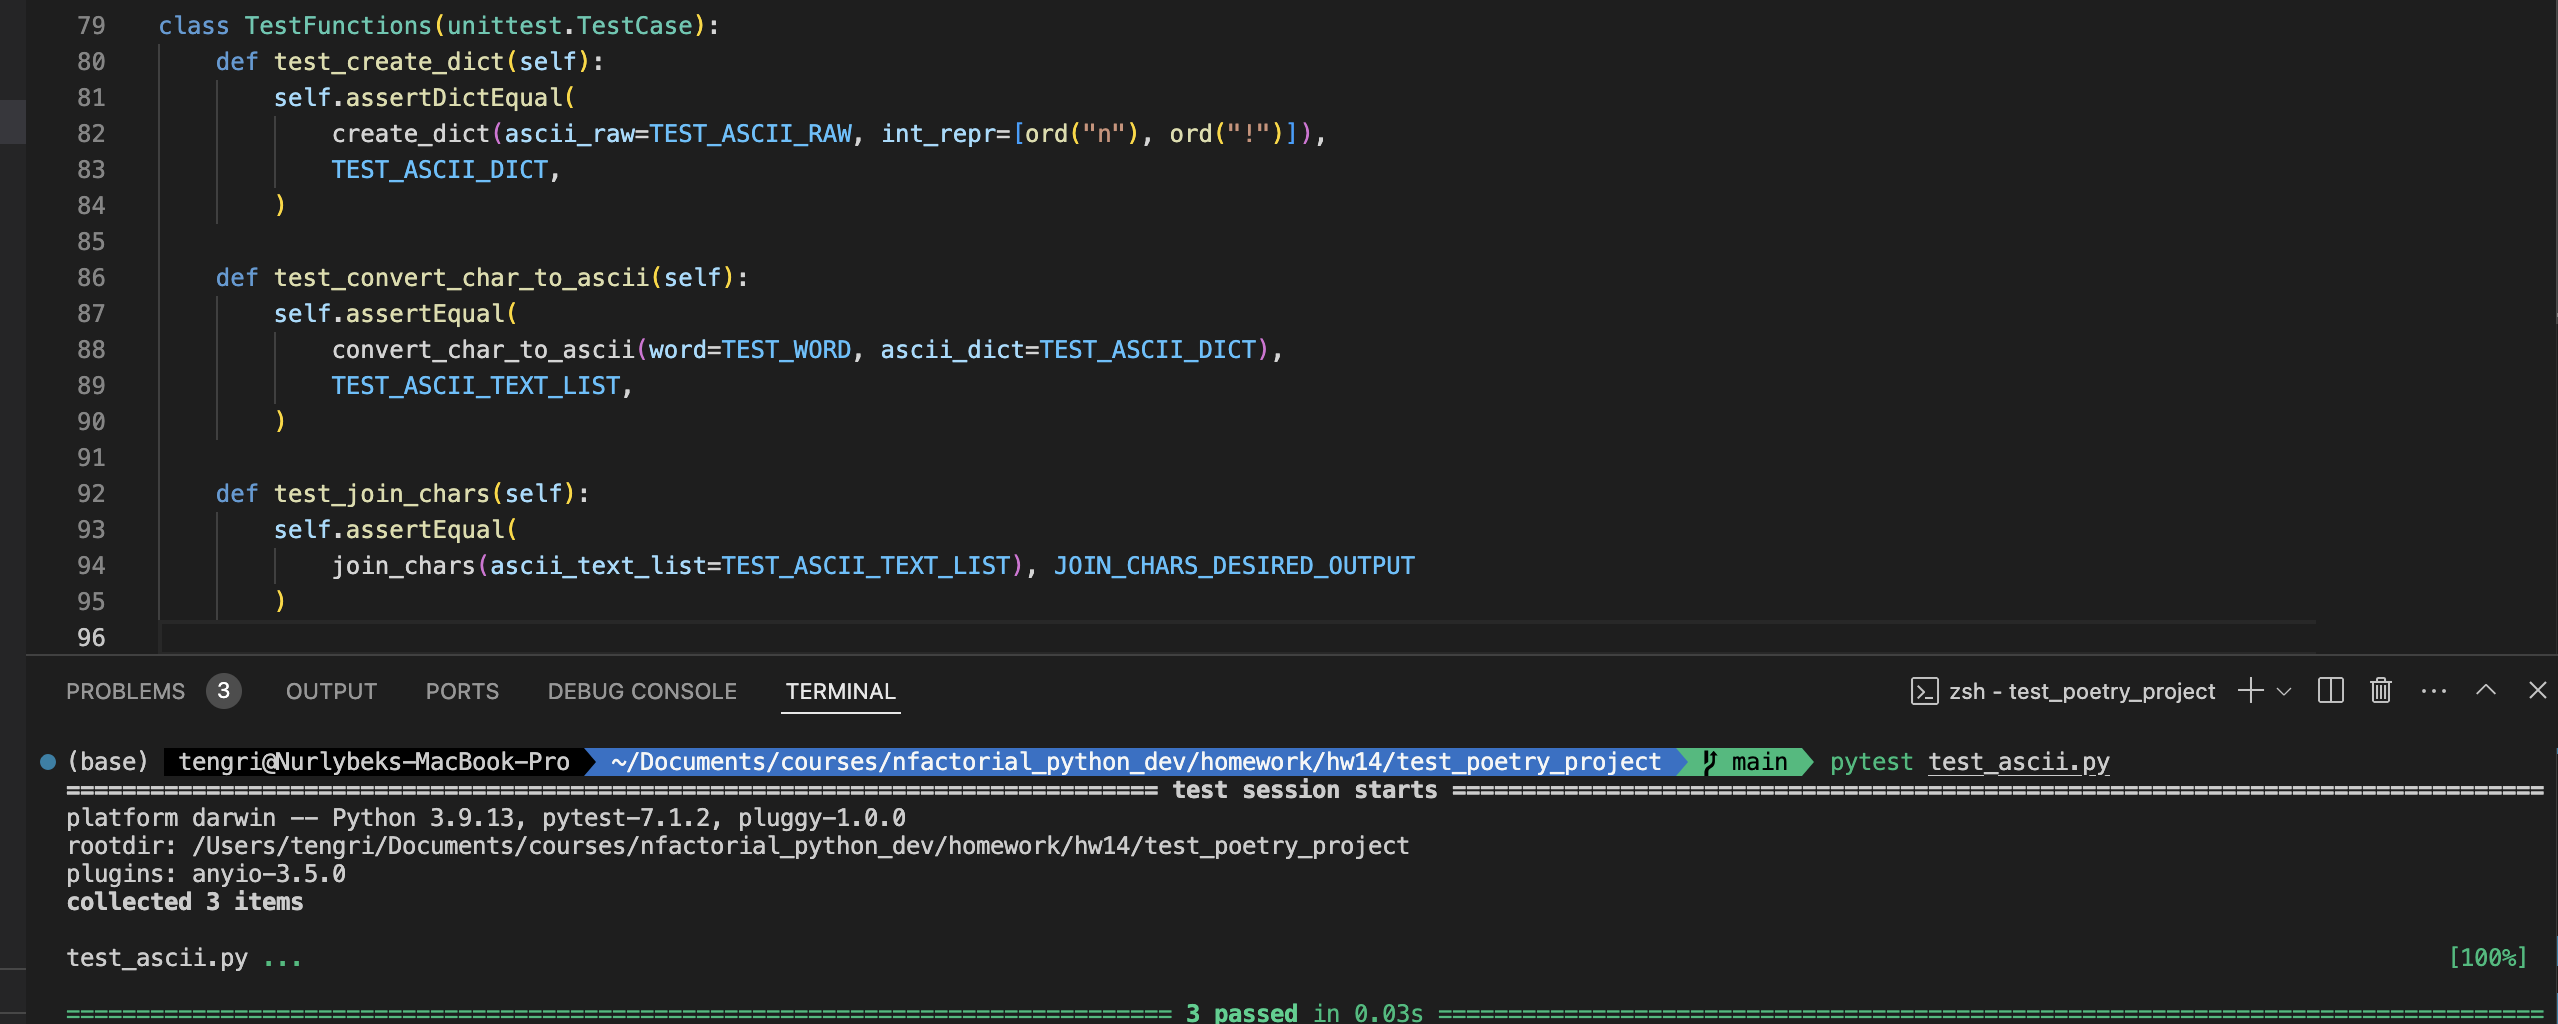 79 class TestFunctions(unittest.TestCase):
80     def test_create_dict(self):
81         self.assertDictEqual(
82             create_dict(ascii_raw=TEST_ASCII_RAW, int_repr=[ord("n"), ord("!")]),
83             TEST_ASCII_DICT,
84         )
85
86     def test_convert_char_to_ascii(self):
87         self.assertEqual(
88             convert_char_to_ascii(word=TEST_WORD, ascii_dict=TEST_ASCII_DICT),
89             TEST_ASCII_TEXT_LIST,
90         )
91
92     def test_join_chars(self):
93         self.assertEqual(
94             join_chars(ascii_text_list=TEST_ASCII_TEXT_LIST), JOIN_CHARS_DESIRED_OUTPUT
95         )
96
PROBLEMS 3 OUTPUT PORTS DEBUG CONSOLE TERMINAL zsh - test_poetry_project
(base) tengri@Nurlybeks-MacBook-Pro ~/Documents/courses/nfactorial_python_dev/homework/hw14/test_poetry_project main pytest test_ascii.py
============================== test session starts ==============================
platform darwin -- Python 3.9.13, pytest-7.1.2, pluggy-1.0.0
rootdir: /Users/tengri/Documents/courses/nfactorial_python_dev/homework/hw14/test_poetry_project
plugins: anyio-3.5.0
collected 3 items
test_ascii.py ... [100%]
============================== 3 passed in 0.03s ==============================